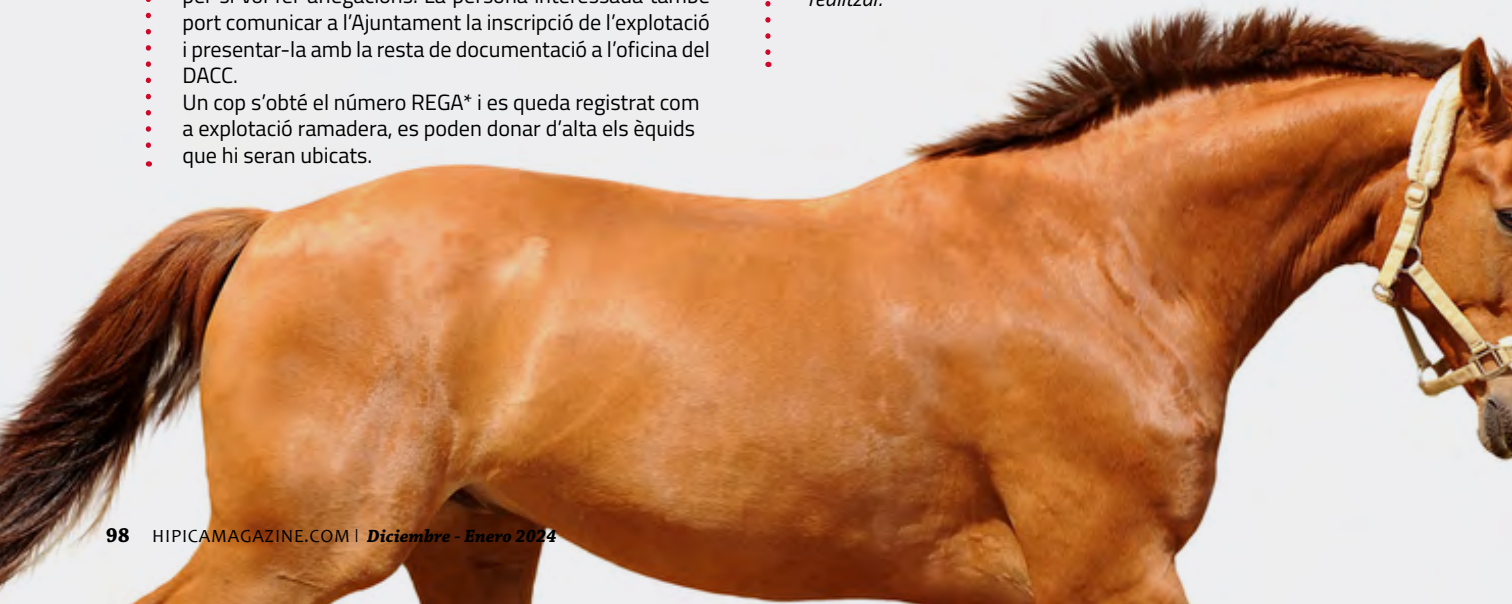 port comunicar a l'Ajuntament la inscripció de l'explotació
i presentar-la amb la resta de documentació a l'oficina del
DACC.
Un cop s'obté el número REGA* i es queda registrat com
a explotació ramadera, es poden donar d'alta els èquids
que hi seran ubicats.
realitzar.
98 HIPICAMAGAZINE.COM | Diciembre - Enero 2024